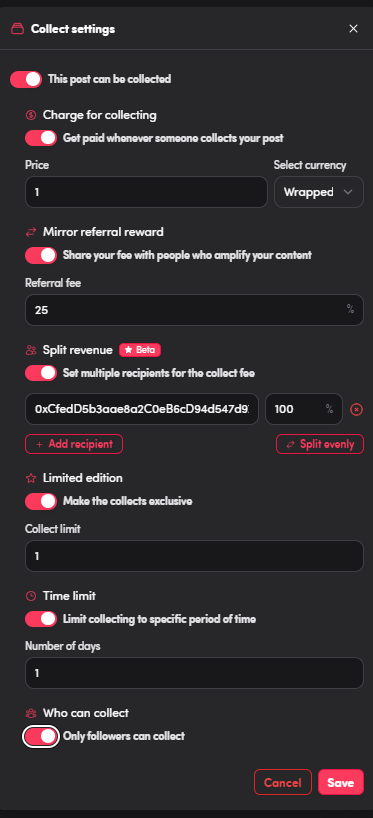 Collect settings
This post can be collected
Charge for collecting
Get paid whenever someone collects your post
Price Select currency
1 Wrapped
Mirror referral reward
Share your fee with people who amplify your content
Referral fee
25 %
Split revenue Beta
Set multiple recipients for the collect fee
0xCfedD5b3aae8a2C0eB6cD94d547d9 100 %
+ Add recipient Split evenly
Limited edition
Make the collects exclusive
Collect limit
1
Time limit
Limit collecting to specific period of time
Number of days
1
Who can collect
Only followers can collect
Cancel Save